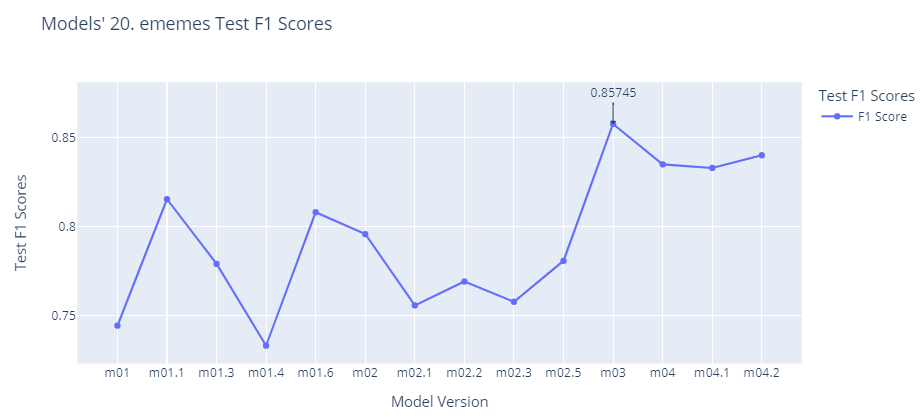 Models' 20. ememes Test F1 Scores
0.85745
Test F1 Scores
F1 Score
0.85
0.8
0.75
Test F1 Scores
m01 m01.1 m01.3 m01.4 m01.6 m02 m02.1 m02.2 m02.3 m02.5 m03 m04 m04.1 m04.2
Model Version